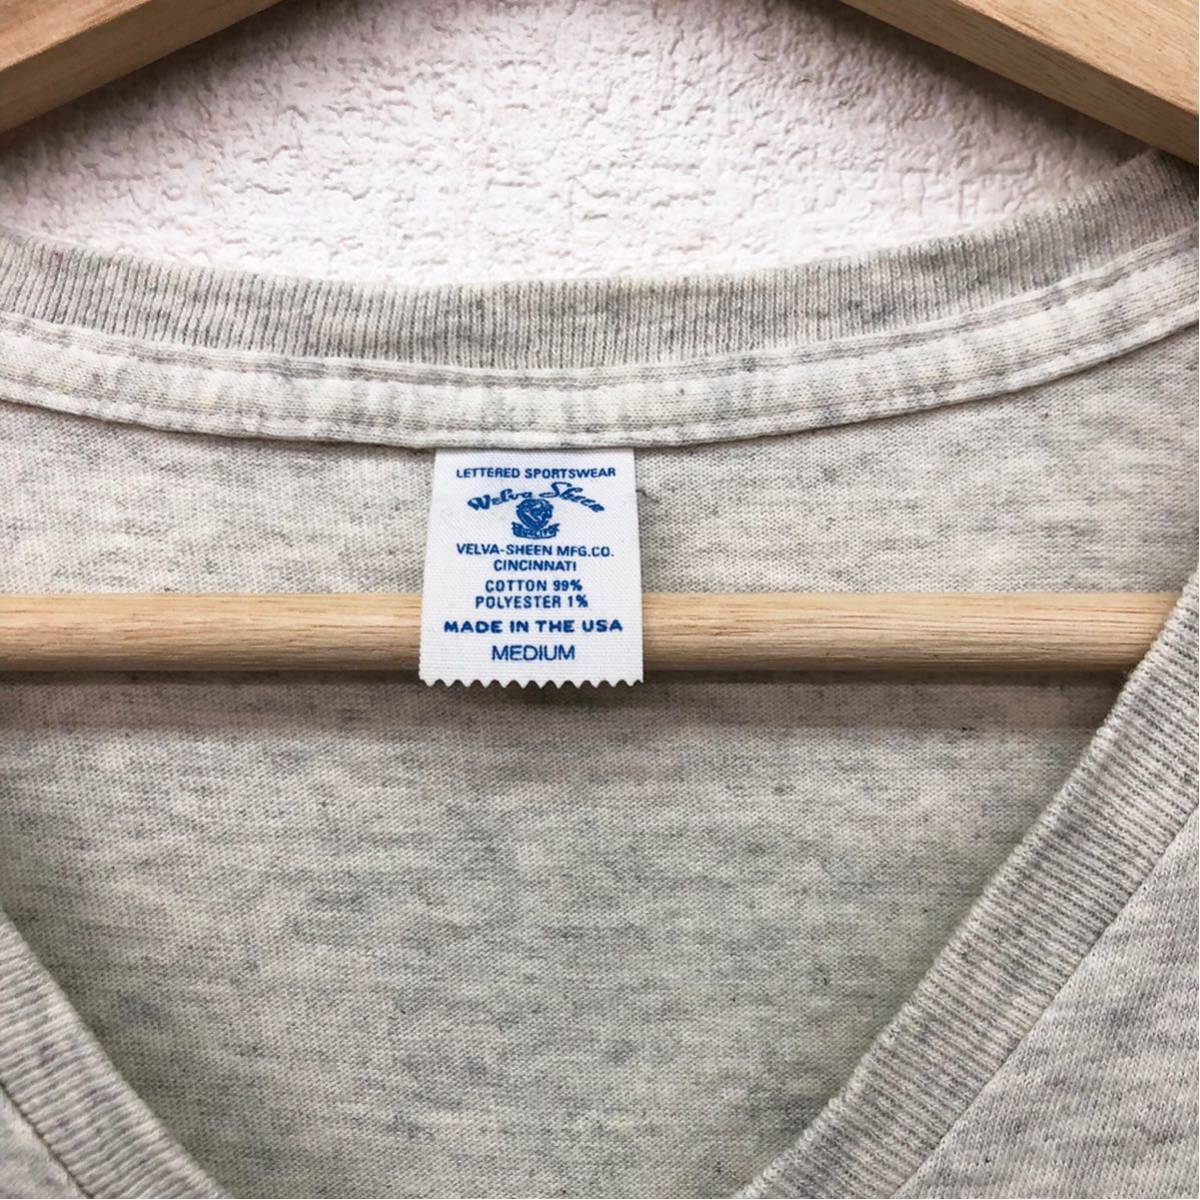 LETTERED SPORTSWEAR
Velva Sheen
VELVA-SHEEN MFG.CO.
CINCINNATI
COTTON 99%
POLYESTER 1%
MADE IN THE USA
MEDIUM